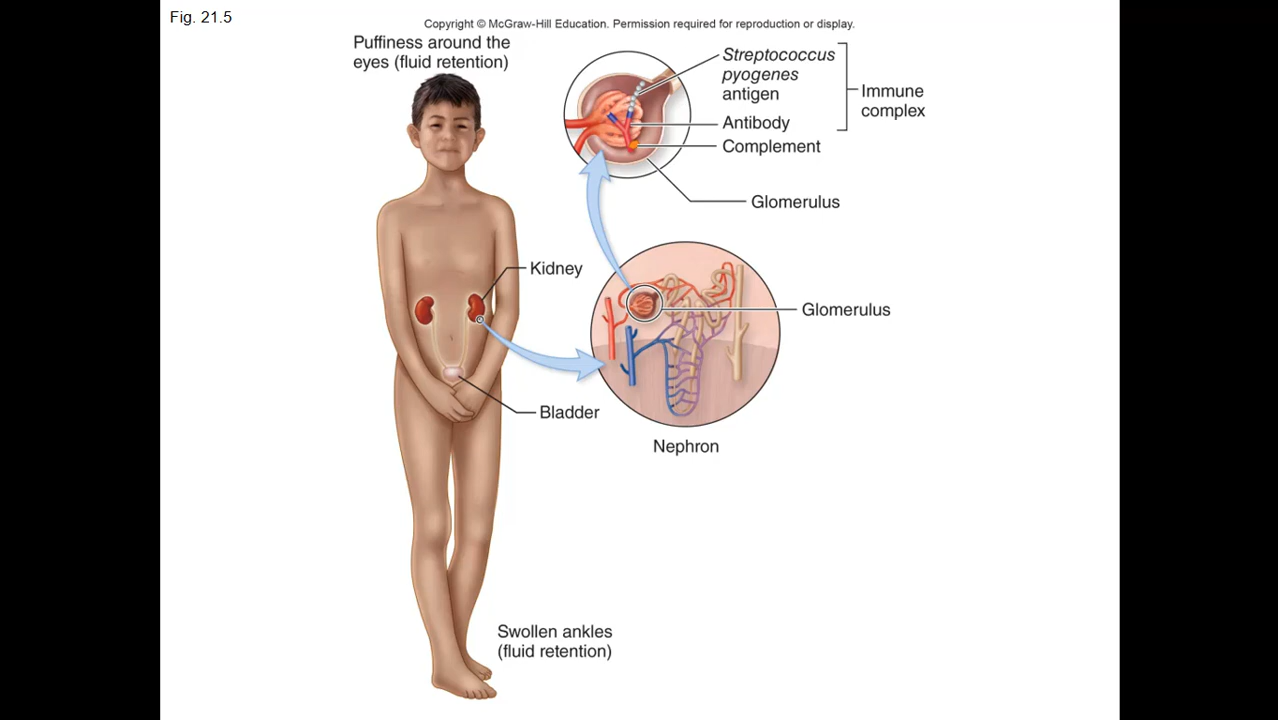 Fig. 21.5
Copyright © McGraw-Hill Education. Permission required for reproduction or display.
Puffiness around the
eyes (fluid retention)
Streptococcus
pyogenes
antigen
Immune
complex
Antibody
Complement
Glomerulus
Kidney
Glomerulus
Bladder
Nephron
Swollen ankles
(fluid retention)